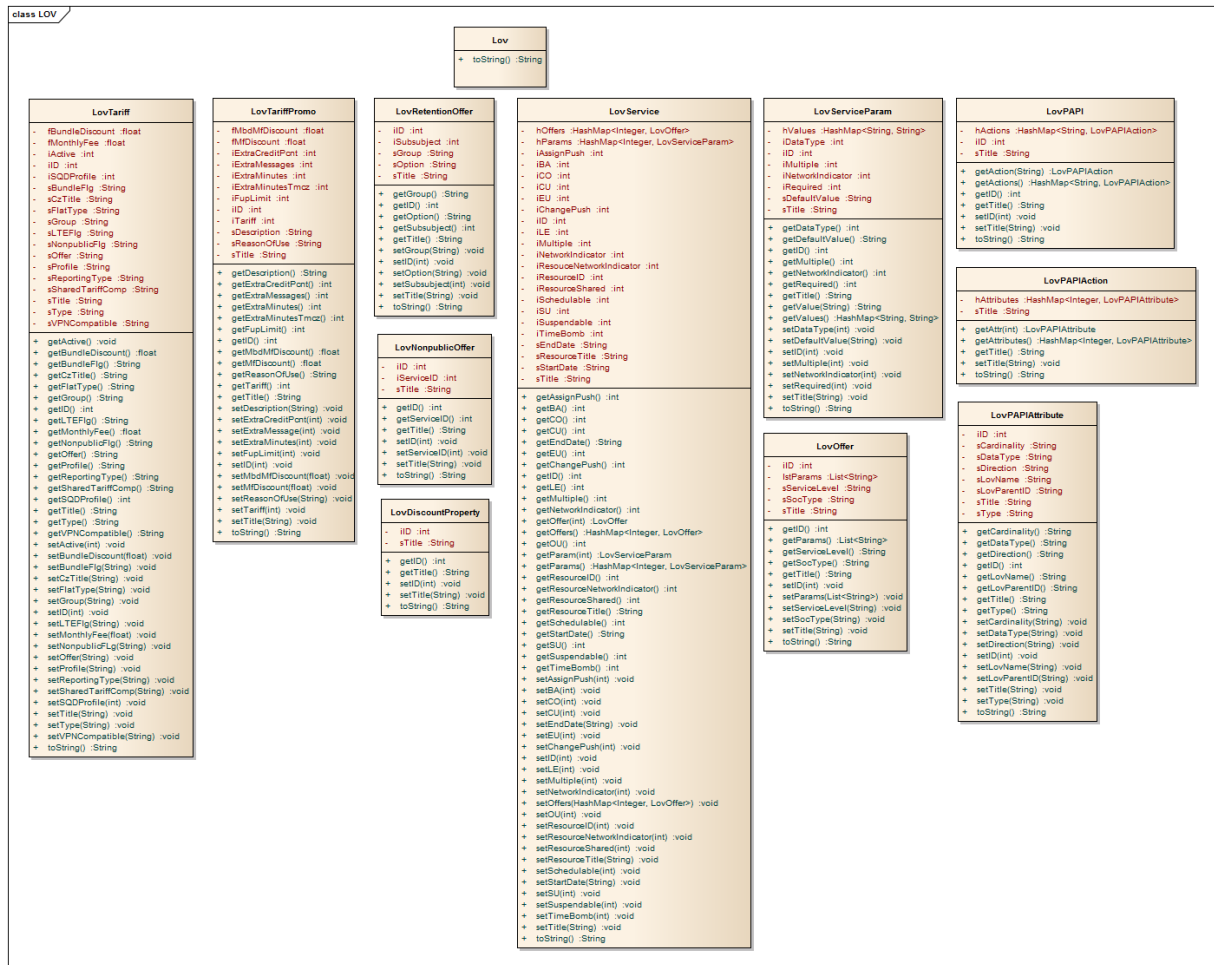 class LOV
Lov
+ toString() :String
LovTariff
- fBundleDiscount :float
- fMonthlyFee :float
- iActive :int
- iID :int
- iSQDProfile :int
- sBundleFlg :String
- sCzTitle :String
- sFlatType :String
- sGroup :String
- sLTEFlg :String
- sNonpublicFlg :String
- sOffer :String
- sProfile :String
- sReportingType :String
- sSharedTariffComp :String
- sTitle :String
- sType :String
- sVPNCompatible :String
+ getActive() :void
+ getBundleDiscount() :float
+ getBundleFlg() :String
+ getCzTitle() :String
+ getFlatType() :String
+ getGroup() :String
+ getID() :int
+ getLTEFlg() :String
+ getMonthlyFee() :float
+ getNonpublicFlg() :String
+ getOffer() :String
+ getProfile() :String
+ getReportingType() :String
+ getSharedTariffComp() :String
+ getSQDProfile() :int
+ getTitle() :String
+ getType() :String
+ getVPNCompatible() :String
+ setActive(int) :void
+ setBundleDiscount(float) :void
+ setBundleFlg(String) :void
+ setCzTitle(String) :void
+ setFlatType(String) :void
+ setGroup(String) :void
+ setID(int) :void
+ setLTEFlg(String) :void
+ setMonthlyFee(float) :void
+ setNonpublicFLg(String) :void
+ setOffer(String) :void
+ setProfile(String) :void
+ setReportingType(String) :void
+ setSharedTariffComp(String) :void
+ setSQDProfile(int) :void
+ setTitle(String) :void
+ setType(String) :void
+ setVPNCompatible(String) :void
+ toString() :String
LovTariffPromo
- fMbdMfDiscount :float
- fMfDiscount :float
- iExtraCreditPcnt :int
- iExtraMessages :int
- iExtraMinutes :int
- iExtraMinutesTmcz :int
- iFupLimit :int
- iID :int
- iTariff :int
- sDescription :String
- sReasonOfUse :String
- sTitle :String
+ getDescription() :String
+ getExtraCreditPcnt() :int
+ getExtraMessages() :int
+ getExtraMinutes() :int
+ getExtraMinutesTmcz() :int
+ getFupLimit() :int
+ getID() :int
+ getMbdMfDiscount() :float
+ getMfDiscount() :float
+ getReasonOfUse() :String
+ getTariff() :int
+ getTitle() :String
+ setDescription(String) :void
+ setExtraCreditPcnt(int) :void
+ setExtraMessage(int) :void
+ setExtraMinutes(int) :void
+ setFupLimit(int) :void
+ setID(int) :void
+ setMbdMfDiscount(float) :void
+ setMfDiscount(float) :void
+ setReasonOfUse(String) :void
+ setTariff(int) :void
+ setTitle(String) :void
+ toString() :String
LovRetentionOffer
- iID :int
- iSubsubject :int
- sGroup :String
- sOption :String
- sTitle :String
+ getGroup() :String
+ getID() :int
+ getOption() :String
+ getSubsubject() :int
+ getTitle() :String
+ setGroup(String) :void
+ setID(int) :void
+ setOption(String) :void
+ setSubsubject(int) :void
+ setTitle(String) :void
+ toString() :String
LovNonpublicOffer
- iID :int
- iServiceID :int
- sTitle :String
+ getID() :int
+ getServiceID() :int
+ getTitle() :String
+ setID(int) :void
+ setServiceID(int) :void
+ setTitle(String) :void
+ toString() :String
LovDiscountProperty
- iID :int
- sTitle :String
+ getID() :int
+ getTitle() :String
+ setID(int) :void
+ setTitle(String) :void
+ toString() :String
LovService
- hOffers :HashMap<Integer, LovOffer>
- hParams :HashMap<Integer, LovServiceParam>
- iAssignPush :int
- iBA :int
- iCO :int
- iCU :int
- iEU :int
- iChangePush :int
- iID :int
- iLE :int
- iMultiple :int
- iNetworkIndicator :int
- iResouceNetworkIndicator :int
- iResourceID :int
- iResourceShared :int
- iSchedulable :int
- iSU :int
- iSuspendable :int
- iTimeBomb :int
- sEndDate :String
- sResourceTitle :String
- sStartDate :String
- sTitle :String
+ getAssignPush() :int
+ getBA() :int
+ getCO() :int
+ getCU() :int
+ getEndDate() :String
+ getEU() :int
+ getChangePush() :int
+ getID() :int
+ getLE() :int
+ getMultiple() :int
+ getNetworkIndicator() :int
+ getOffer(int) :LovOffer
+ getOffers() :HashMap<Integer, LovOffer>
+ getOU() :int
+ getParam(int) :LovServiceParam
+ getParams() :HashMap<Integer, LovServiceParam>
+ getResourceID() :int
+ getResourceNetworkIndicator() :int
+ getResourceShared() :int
+ getResourceTitle() :String
+ getSchedulable() :int
+ getStartDate() :String
+ getSU() :int
+ getSuspendable() :int
+ getTimeBomb() :int
+ setAssignPush(int) :void
+ setBA(int) :void
+ setCO(int) :void
+ setCU(int) :void
+ setEndDate(String) :void
+ setEU(int) :void
+ setChangePush(int) :void
+ setID(int) :void
+ setLE(int) :void
+ setMultiple(int) :void
+ setNetworkIndicator(int) :void
+ setOffers(HashMap<Integer, LovOffer>) :void
+ setOU(int) :void
+ setResourceID(int) :void
+ setResourceNetworkIndicator(int) :void
+ setResourceShared(int) :void
+ setResourceTitle(String) :void
+ setSchedulable(int) :void
+ setStartDate(String) :void
+ setSU(int) :void
+ setSuspendable(int) :void
+ setTimeBomb(int) :void
+ setTitle(String) :void
+ toString() :String
LovServiceParam
- hValues :HashMap<String, String>
- iDataType :int
- iID :int
- iMultiple :int
- iNetworkIndicator :int
- iRequired :int
- sDefaultValue :String
- sTitle :String
+ getDataType() :int
+ getDefaultValue() :String
+ getID() :int
+ getMultiple() :int
+ getNetworkIndicator() :int
+ getRequired() :int
+ getTitle() :String
+ getValue(String) :String
+ getValues() :HashMap<String, String>
+ setDataType(int) :void
+ setDefaultValue(String) :void
+ setID(int) :void
+ setMultiple(int) :void
+ setNetworkIndicator(int) :void
+ setRequired(int) :void
+ setTitle(String) :void
+ toString() :String
LovOffer
- iID :int
- lstParams :List<String>
- sServiceLevel :String
- sSocType :String
- sTitle :String
+ getID() :int
+ getParams() :List<String>
+ getServiceLevel() :String
+ getSocType() :String
+ getTitle() :String
+ setID(int) :void
+ setParams(List<String>) :void
+ setServiceLevel(String) :void
+ setSocType(String) :void
+ setTitle(String) :void
+ toString() :String
LovPAPI
- hActions :HashMap<String, LovPAPIAction>
- iID :int
- sTitle :String
+ getAction(String) :LovPAPIAction
+ getActions() :HashMap<String, LovPAPIAction>
+ getID() :int
+ getTitle() :String
+ setID(int) :void
+ setTitle(String) :void
+ toString() :String
LovPAPIAction
- hAttributes :HashMap<Integer, LovPAPIAttribute>
- sTitle :String
+ getAttr(int) :LovPAPIAttribute
+ getAttributes() :HashMap<Integer, LovPAPIAttribute>
+ getTitle() :String
+ setTitle(String) :void
+ toString() :String
LovPAPIAttribute
- iID :int
- sCardinality :String
- sDataType :String
- sDirection :String
- sLovName :String
- sLovParentID :String
- sTitle :String
- sType :String
+ getCardinality() :String
+ getDataType() :String
+ getDirection() :String
+ getID() :int
+ getLovName() :String
+ getLovParentID() :String
+ getTitle() :String
+ getType() :String
+ setCardinality(String) :void
+ setDataType(String) :void
+ setDirection(String) :void
+ setID(int) :void
+ setLovName(String) :void
+ setLovParentID(String) :void
+ setTitle(String) :void
+ setType(String) :void
+ toString() :String